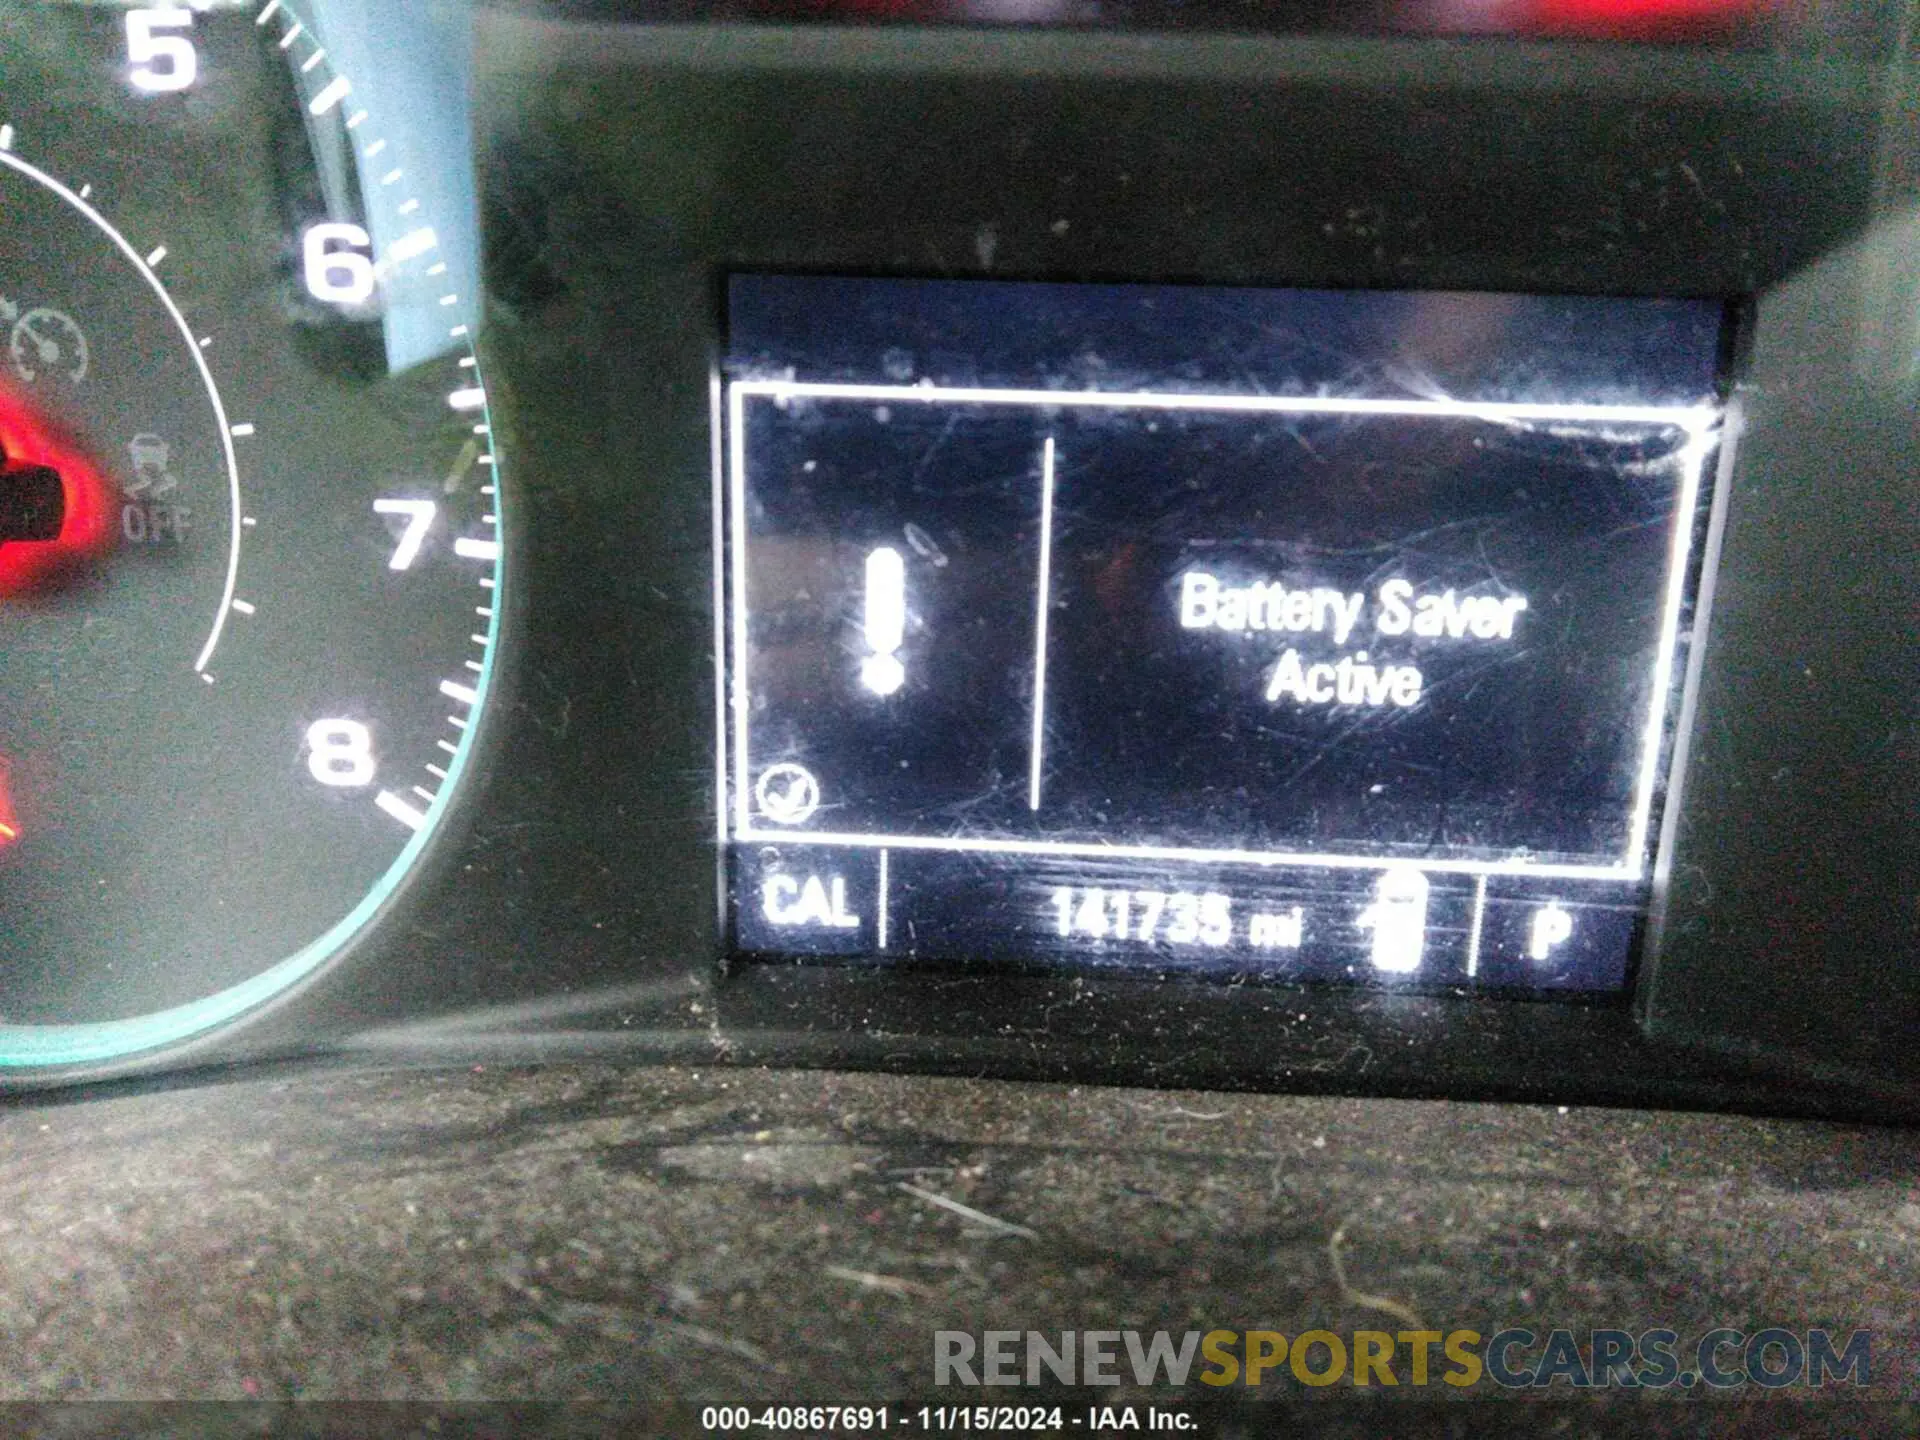 5
6
OFF
7
8
Battery Saver
Active
CAL 141735 mi P
RENEWSPORTSCARS.COM
000-40867691 - 11/15/2024 - IAA Inc.